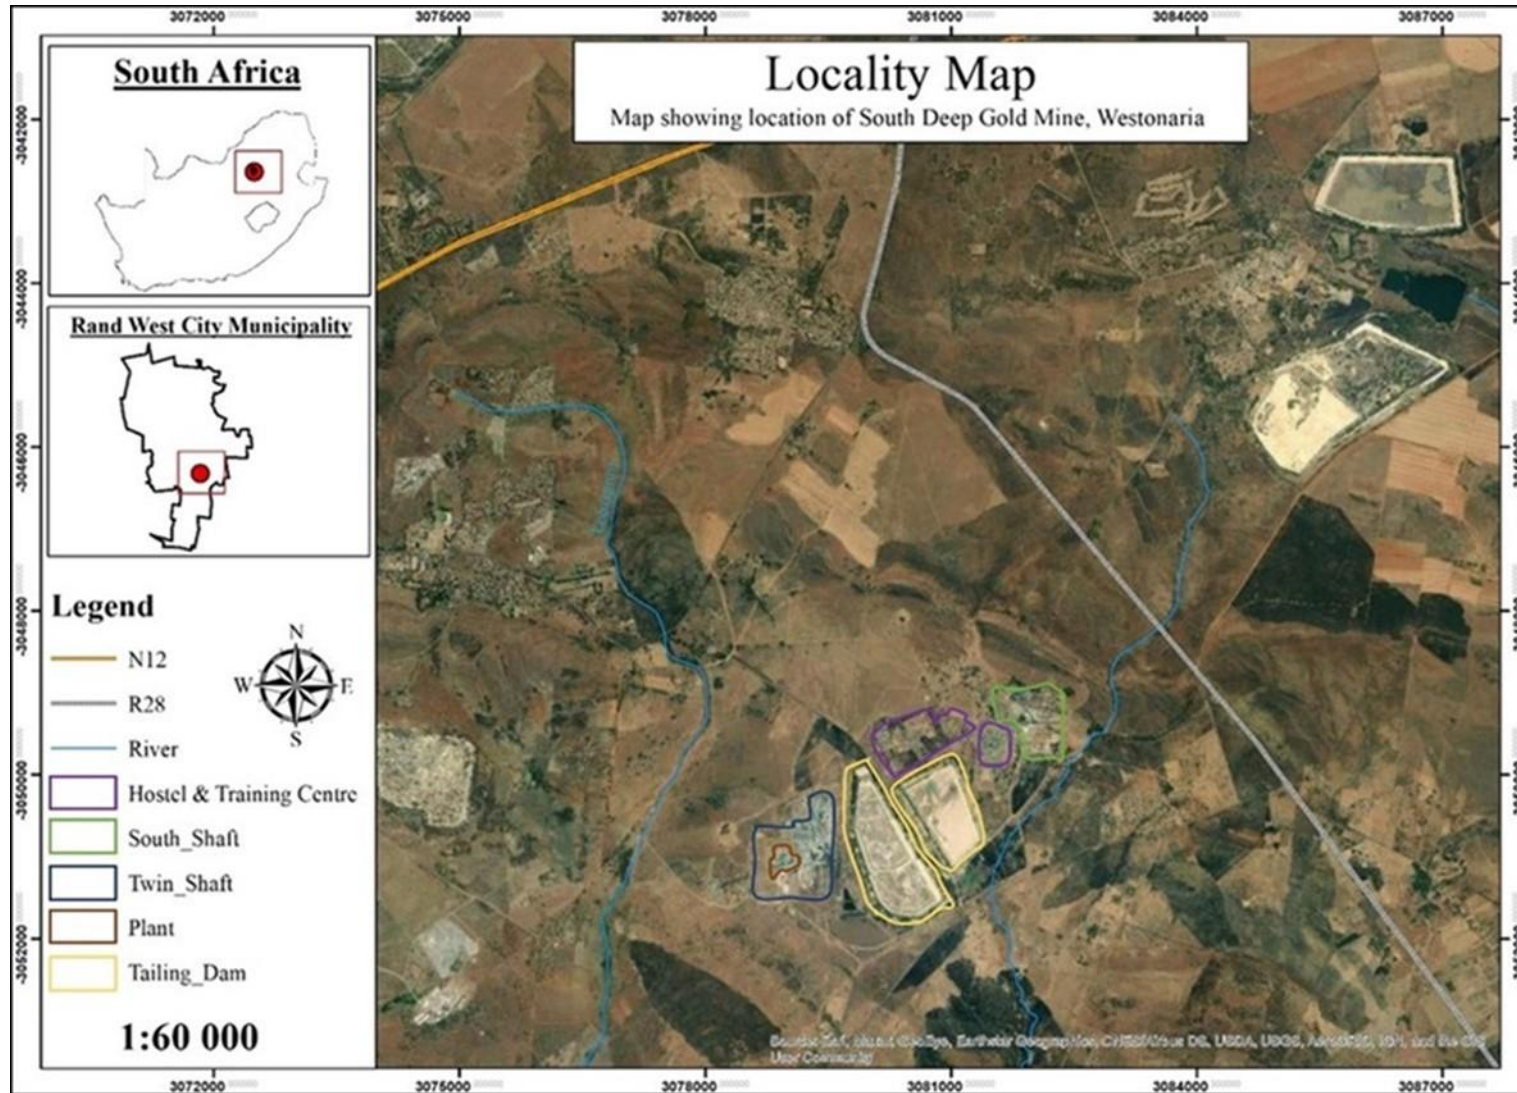 3072000 3075000 3078000 3081000 3084000 3087000
South Africa
Locality Map
Map showing location of South Deep Gold Mine, Westonaria
Rand West City Municipality
Legend
N12
R28
River
Hostel & Training Centre
South_Shaft
Twin_Shaft
Plant
Tailing_Dam
N
W E
S
1:60 000
-3042000
-3044000
-3046000
-3048000
-3050000
-3052000
User Community
3072000 3075000 3078000 3081000 3084000 3087000